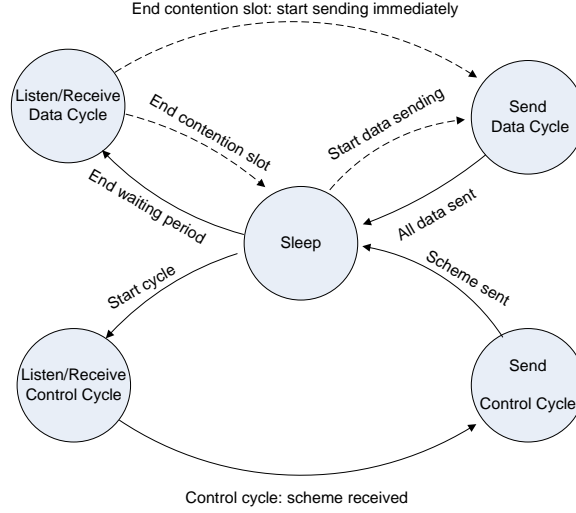 End contention slot: start sending immediately
Listen/Receive
Data Cycle
End contention slot
Start data sending
Send
Data Cycle
End waiting period
All data sent
Sleep
Start cycle
Scheme sent
Listen/Receive
Control Cycle
Send
Control Cycle
Control cycle: scheme received